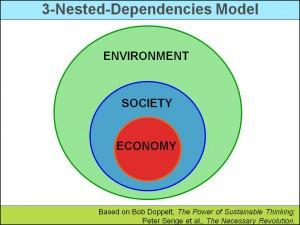 3-Nested-Dependencies Model
ENVIRONMENT
SOCIETY
ECONOMY
Based on Bob Doppelt, The Power of Sustainable Thinking;
Peter Senge et al., The Necessary Revolution.